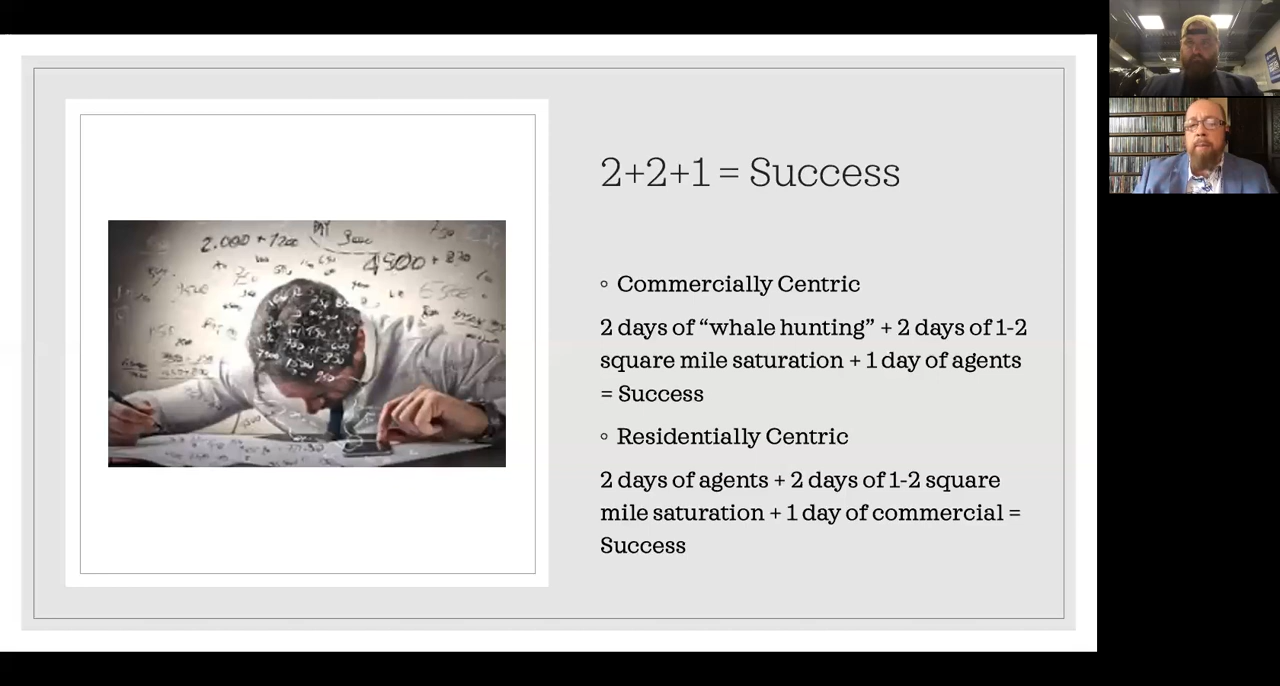 2+2+1 = Success
◦ Commercially Centric
2 days of “whale hunting” + 2 days of 1-2
square mile saturation + 1 day of agents
= Success
◦ Residentially Centric
2 days of agents + 2 days of 1-2 square
mile saturation + 1 day of commercial =
Success
2.000 + 1200
4500 + 230